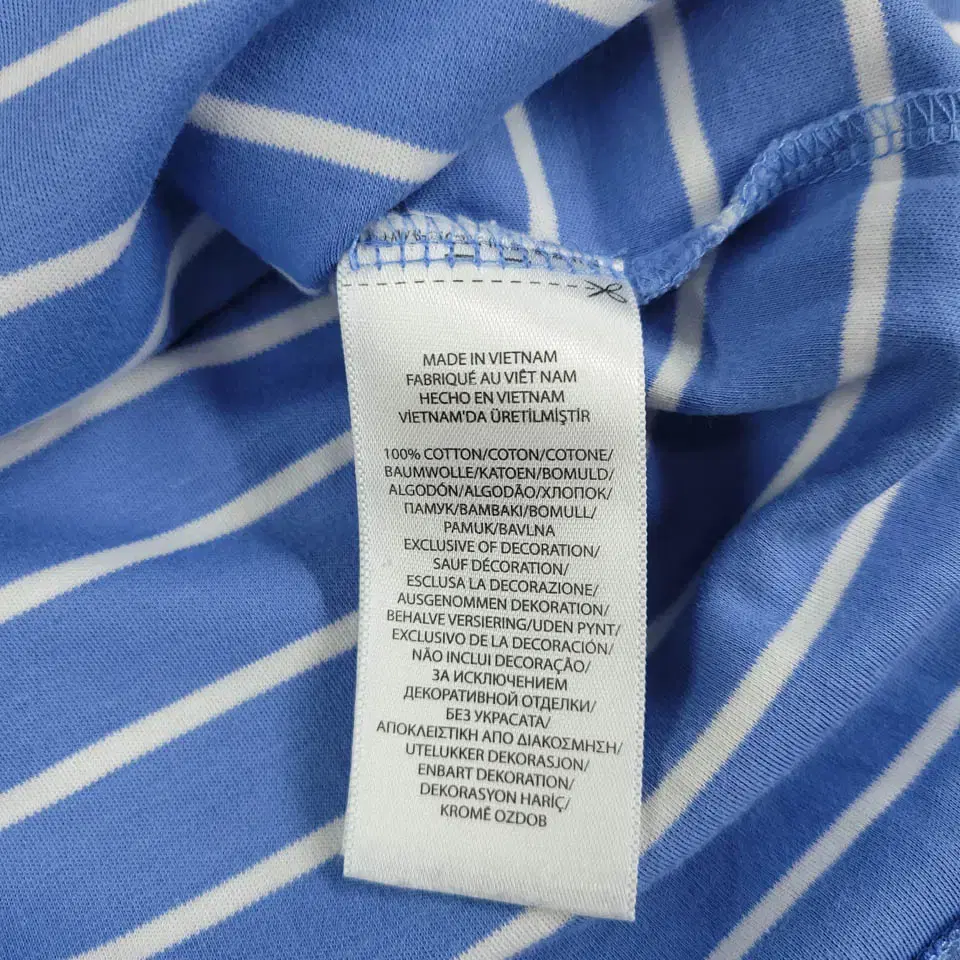 MADE IN VIETNAM
FABRIQUÉ AU VIÊT NAM
HECHO EN VIETNAM
VİETNAM'DA ÜRETİLMİŞTİR
100% COTTON/COTON/COTONE/
BAUMWOLLE/KATOEN/BOMULD/
ALGODÓN/ALGODÃO/ХЛОПОК/
ПАМУК/ΒΑΜΒΑΚΙ/BOMULL/
PAMUK/BAVLNA
EXCLUSIVE OF DECORATION/
SAUF DÉCORATION/
ESCLUSA LA DECORAZIONE/
AUSGENOMMEN DEKORATION/
BEHALVE VERSIERING/UDEN PYNT/
EXCLUSIVO DE LA DECORACIÓN/
NÃO INCLUI DECORAÇÃO/
ЗА ИСКЛЮЧЕНИЕМ
ДЕКОРАТИВНОЙ ОТДЕЛКИ/
БЕЗ УКРАСАТА/
ΑΠΟΚΛΕΙΣΤΙΚΗ ΑΠΟ ΔΙΑΚΟΣΜΗΣΗ/
UTELUKKER DEKORASJON/
ENBART DEKORATION/
DEKORASYON HARİÇ/
KROMĚ OZDOB